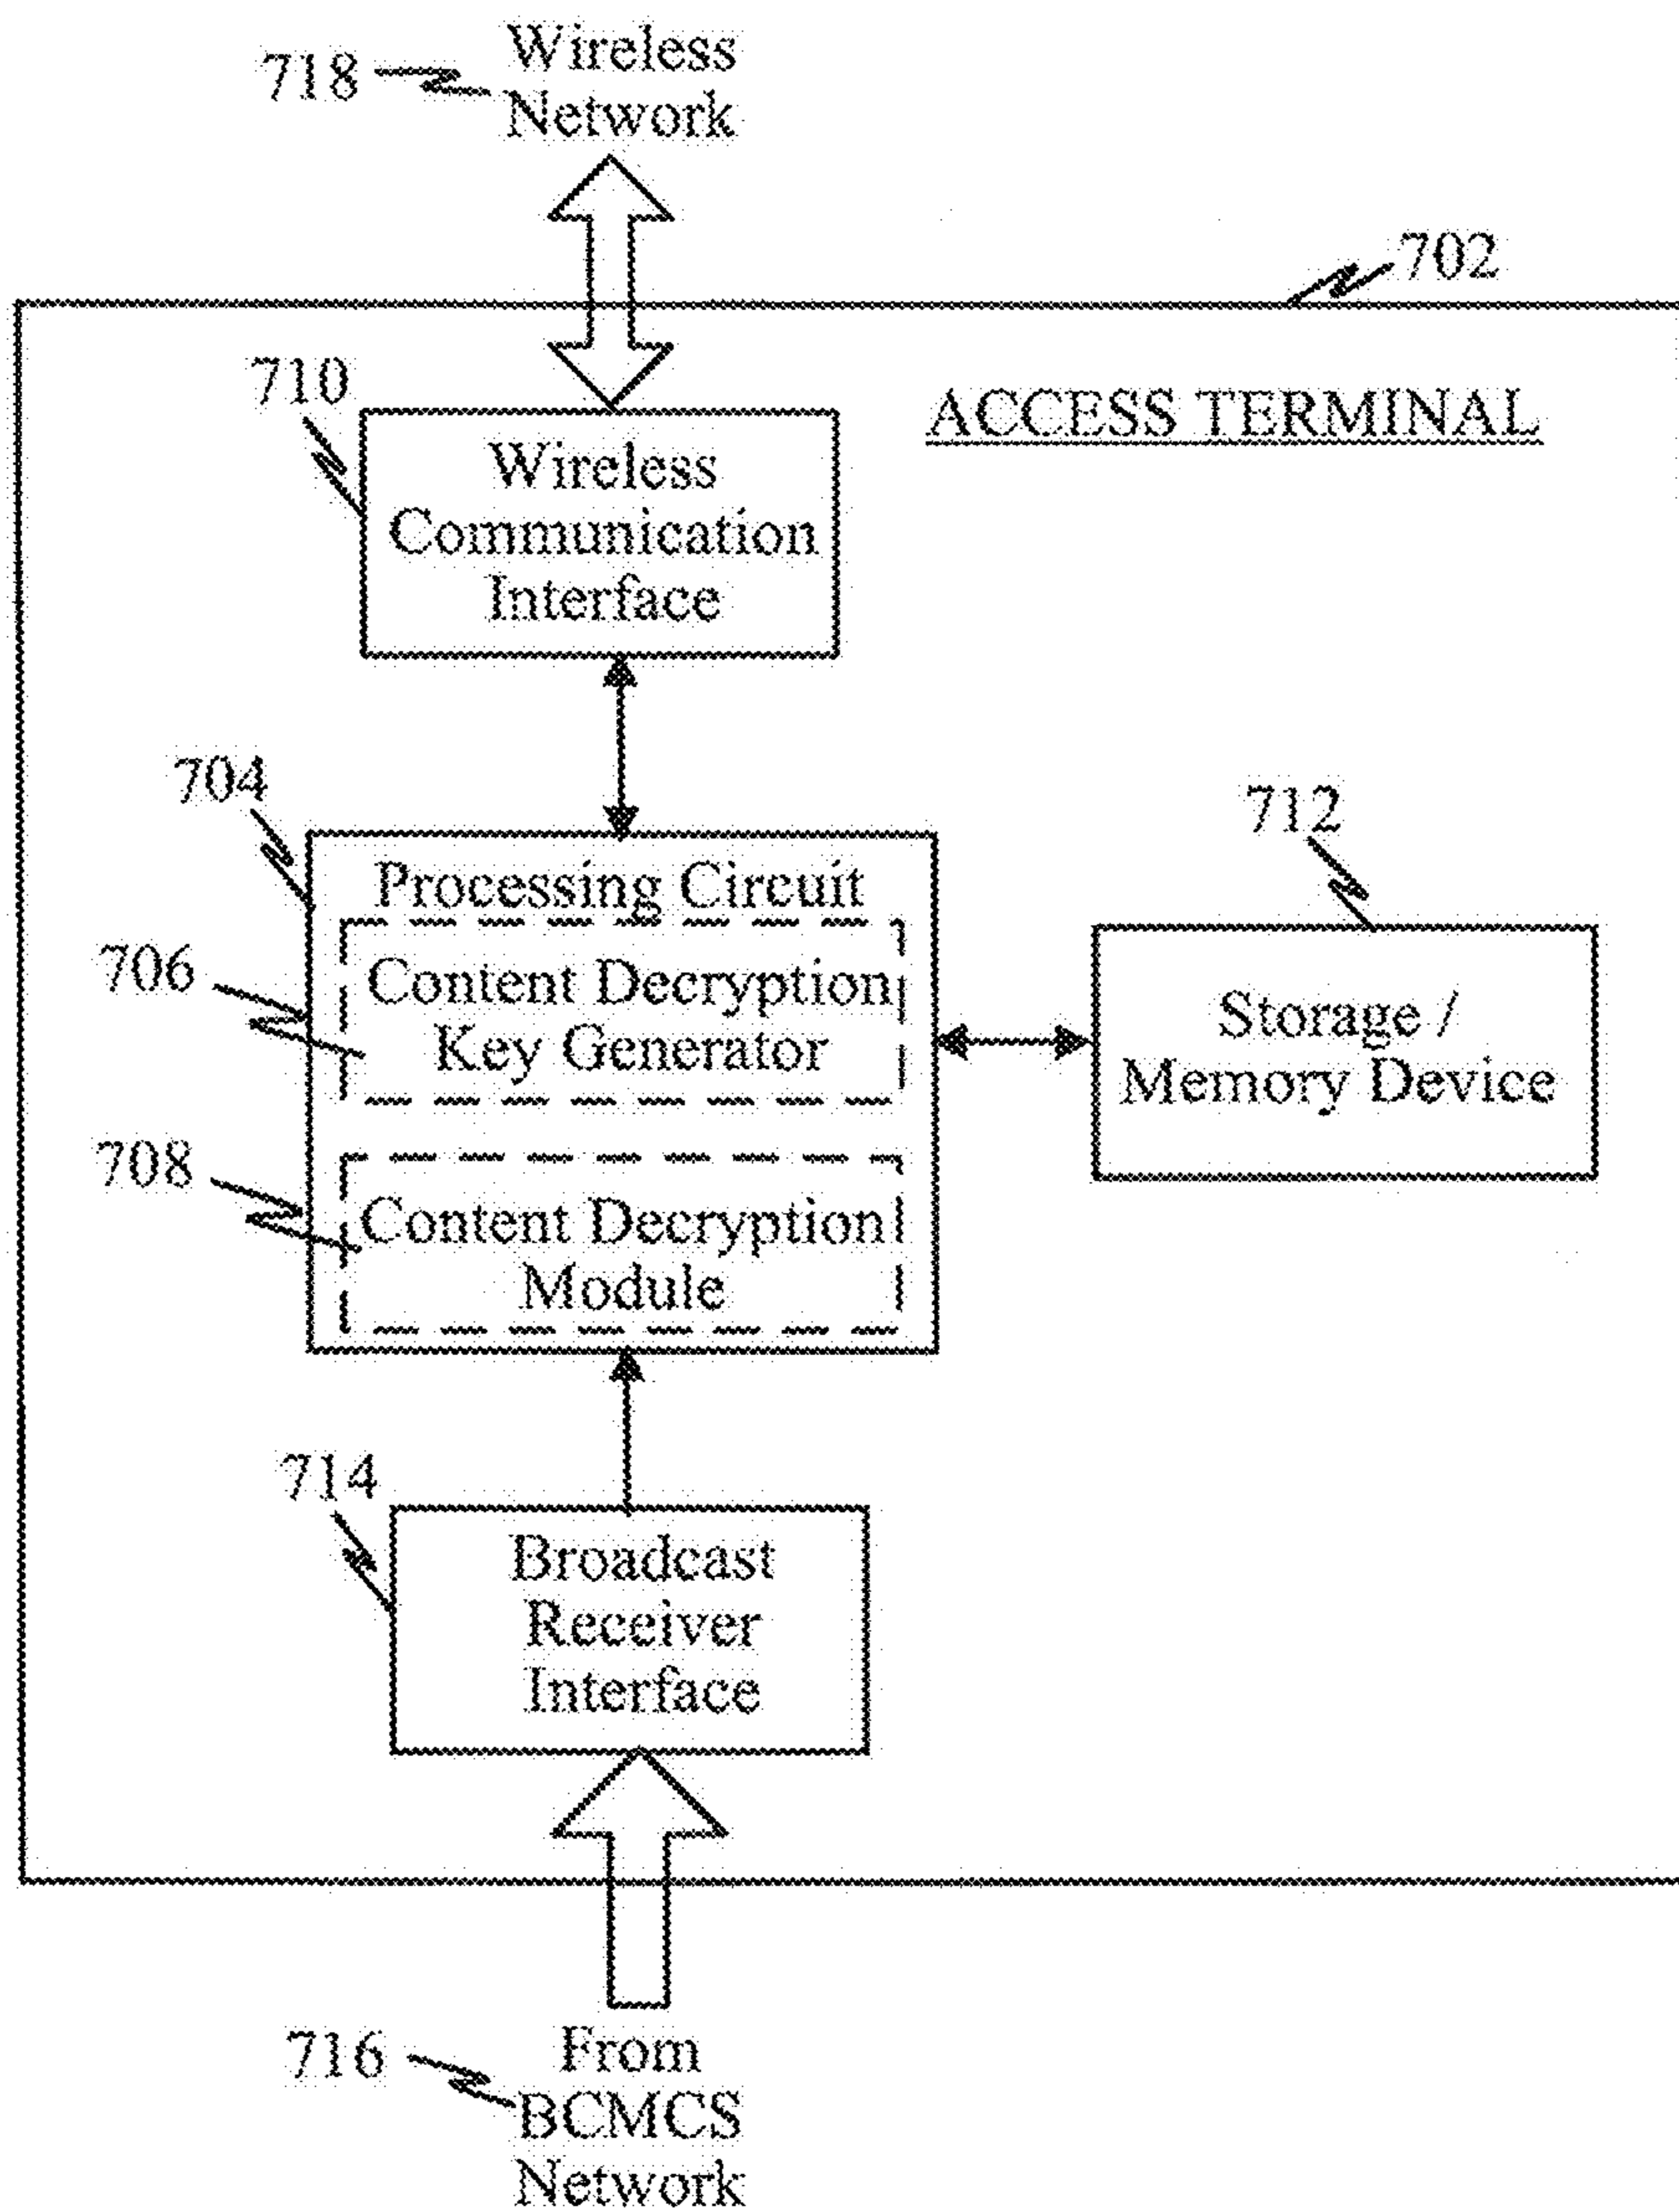 718
Wireless
Network
702
710
ACCESS TERMINAL
Wireless
Communication
Interface
704
712
Processing Circuit
706
Content Decryption
Key Generator
Storage /
Memory Device
708
Content Decryption
Module
714
Broadcast
Receiver
Interface
716
From
BCMCS
Network